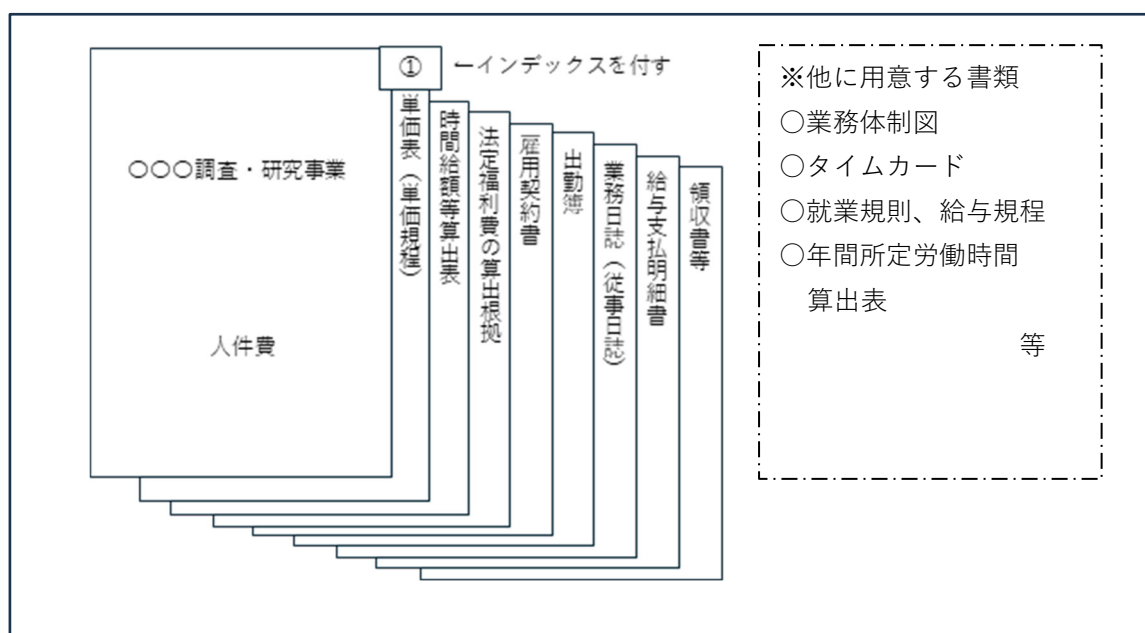 ①
←インデックスを付す
○○○調査・研究事業
人件費
単価表（単価規程）
時間給額等算出表
法定福利費の算出根拠
雇用契約書
出勤簿
業務日誌（従事日誌）
給与支払明細書
領収書等
※他に用意する書類
○業務体制図
○タイムカード
○就業規則、給与規程
○年間所定労働時間
算出表
等